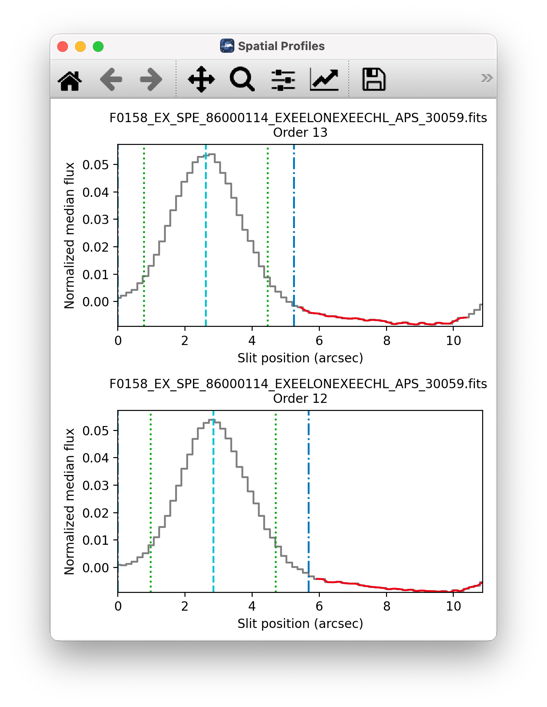 Spatial Profiles
»
F0158_EX_SPE_86000114_EXEELONEXEECHL_APS_30059.fits
Order 13
Normalized median flux
0.05
0.04
0.03
0.02
0.01
0.00
0 2 4 6 8 10
Slit position (arcsec)
F0158_EX_SPE_86000114_EXEELONEXEECHL_APS_30059.fits
Order 12
Normalized median flux
0.05
0.04
0.03
0.02
0.01
0.00
0 2 4 6 8 10
Slit position (arcsec)